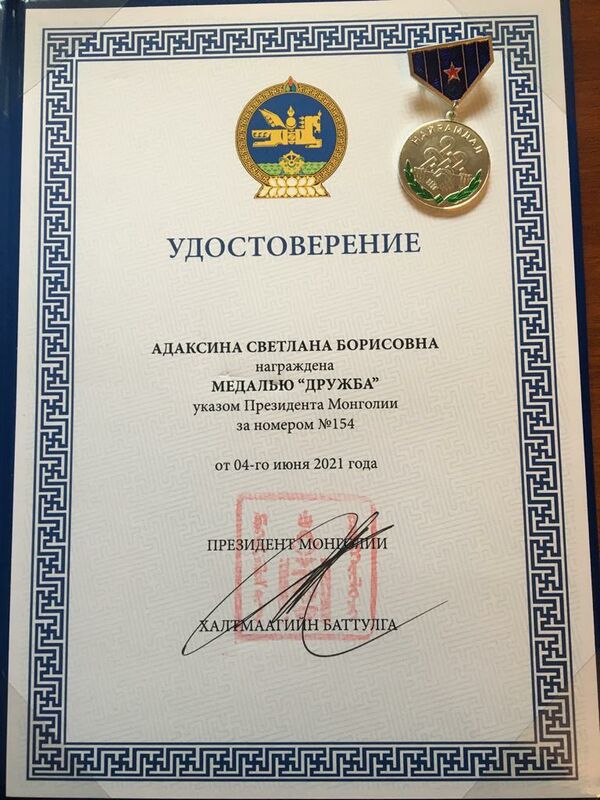 НАЙРАМДАЛ
УДОСТОВЕРЕНИЕ
АДАКСИНА СВЕТЛАНА БОРИСОВНА
награждена
МЕДАЛЬЮ “ДРУЖБА”
указом Президента Монголии
за номером №154
от 04-го июня 2021 года
ПРЕЗИДЕНТ МОНГОЛИИ
ХАЛТМААГИЙН БАТТУЛГА